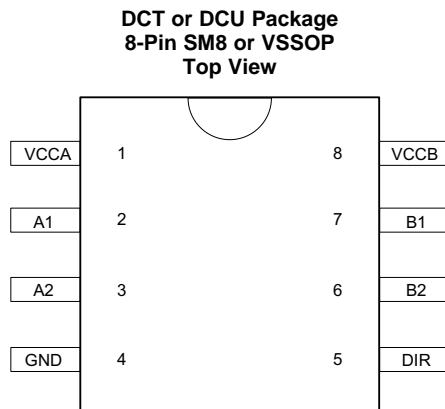 DCT or DCU Package
8-Pin SM8 or VSSOP
Top View
VCCA 1 8 VCCB
A1 2 7 B1
A2 3 6 B2
GND 4 5 DIR